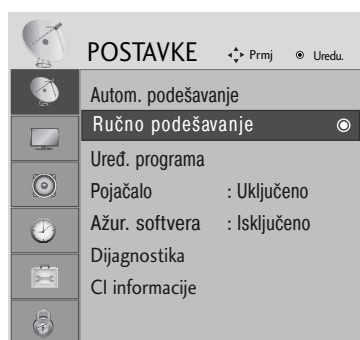 POSTAVKE Prmj Uredu.
Autom. podešavanje
Ručno podešavanje
Uređ. programa
Pojačalo : Uključeno
Ažur. softvera : Isključeno
Dijagnostika
CI informacije